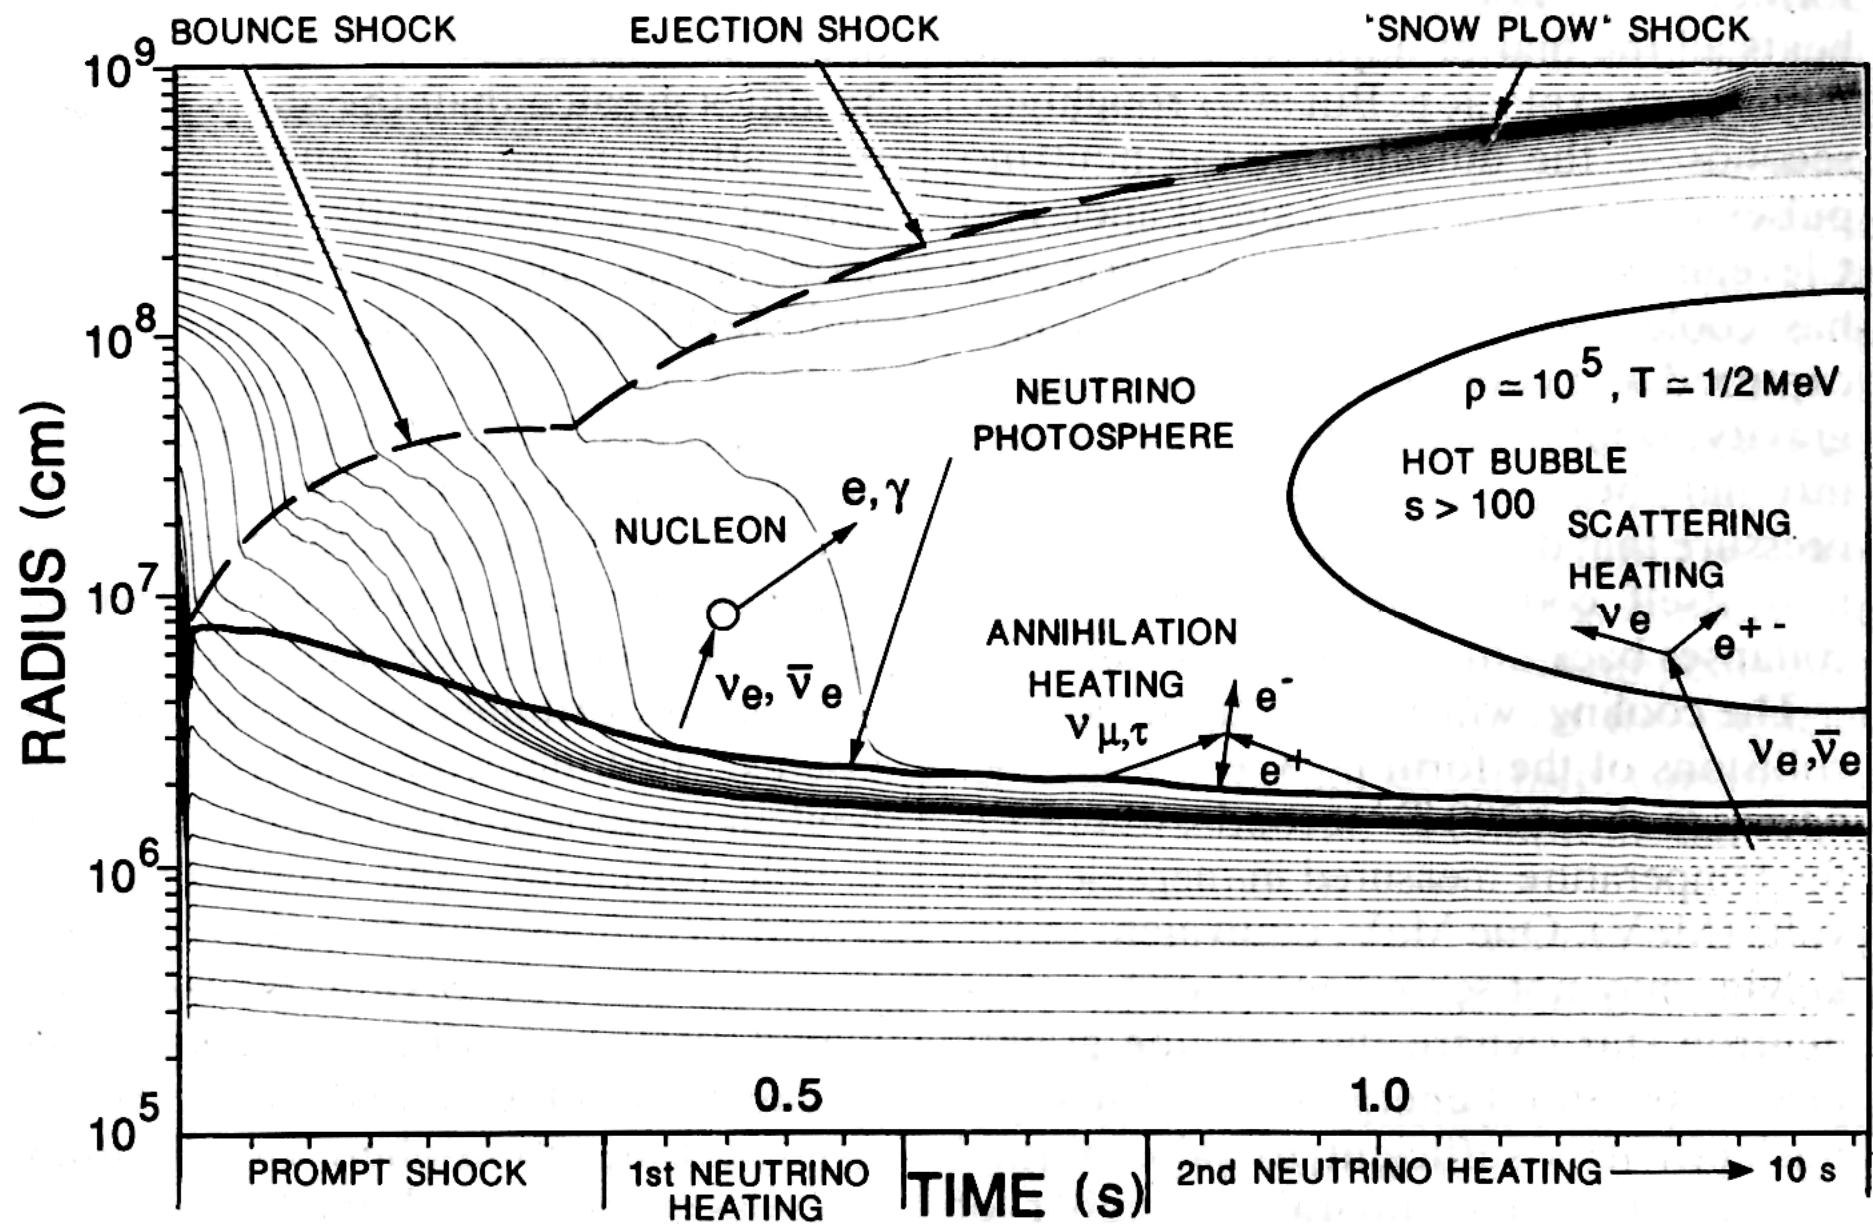 BOUNCE SHOCK
EJECTION SHOCK
'SNOW PLOW' SHOCK
10⁹
10⁸
10⁷
10⁶
10⁵
RADIUS (cm)
ρ ≃ 10⁵, T ≃ 1/2 MeV
HOT BUBBLE
s > 100
SCATTERING
HEATING
νe
e+-
νe, ν̄e
NEUTRINO
PHOTOSPHERE
e, γ
NUCLEON
νe, ν̄e
ANNIHILATION
HEATING
νμ,τ
e-
e+
0.5
1.0
PROMPT SHOCK
1st NEUTRINO
HEATING
TIME (s)
2nd NEUTRINO HEATING
10 s